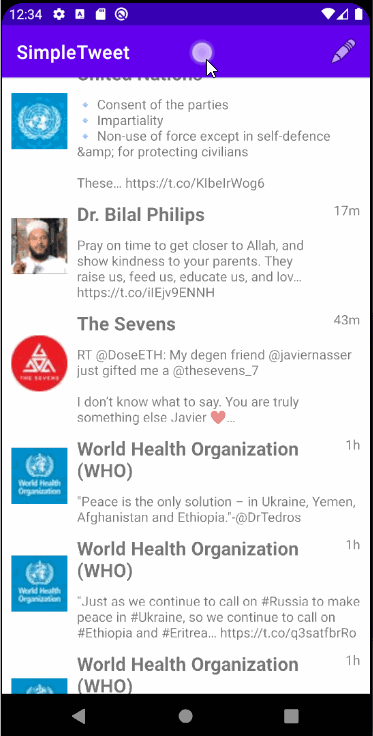 12:34
SimpleTweet
United Nations
Consent of the parties
Impartiality
Non-use of force except in self-defence
&amp; for protecting civilians
These… https://t.co/KlbeIrWog6
Dr. Bilal Philips
17m
Pray on time to get closer to Allah, and
show kindness to your parents. They
raise us, feed us, educate us, and lov…
https://t.co/iIEjv9ENNH
The Sevens
43m
RT @DoseETH: My degen friend @javiernasser
just gifted me a @thesevens_7
THE SEVENS
I don't know what to say. You are truly
something else Javier ❤️…
World Health Organization
(WHO)
1h
World Health
Organization
"Peace is the only solution – in Ukraine, Yemen,
Afghanistan and Ethiopia."-@DrTedros
World Health Organization
(WHO)
1h
World Health
Organization
"Just as we continue to call on #Russia to make
peace in #Ukraine, so we continue to call on
#Ethiopia and #Eritrea… https://t.co/q3satfbrRo
World Health Organization
(WHO)
1h